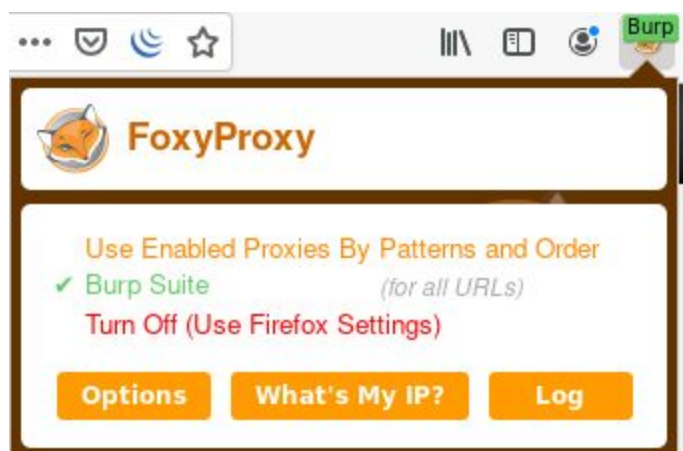 Burp
FoxyProxy
Use Enabled Proxies By Patterns and Order
✔ Burp Suite (for all URLs)
Turn Off (Use Firefox Settings)
Options What's My IP? Log